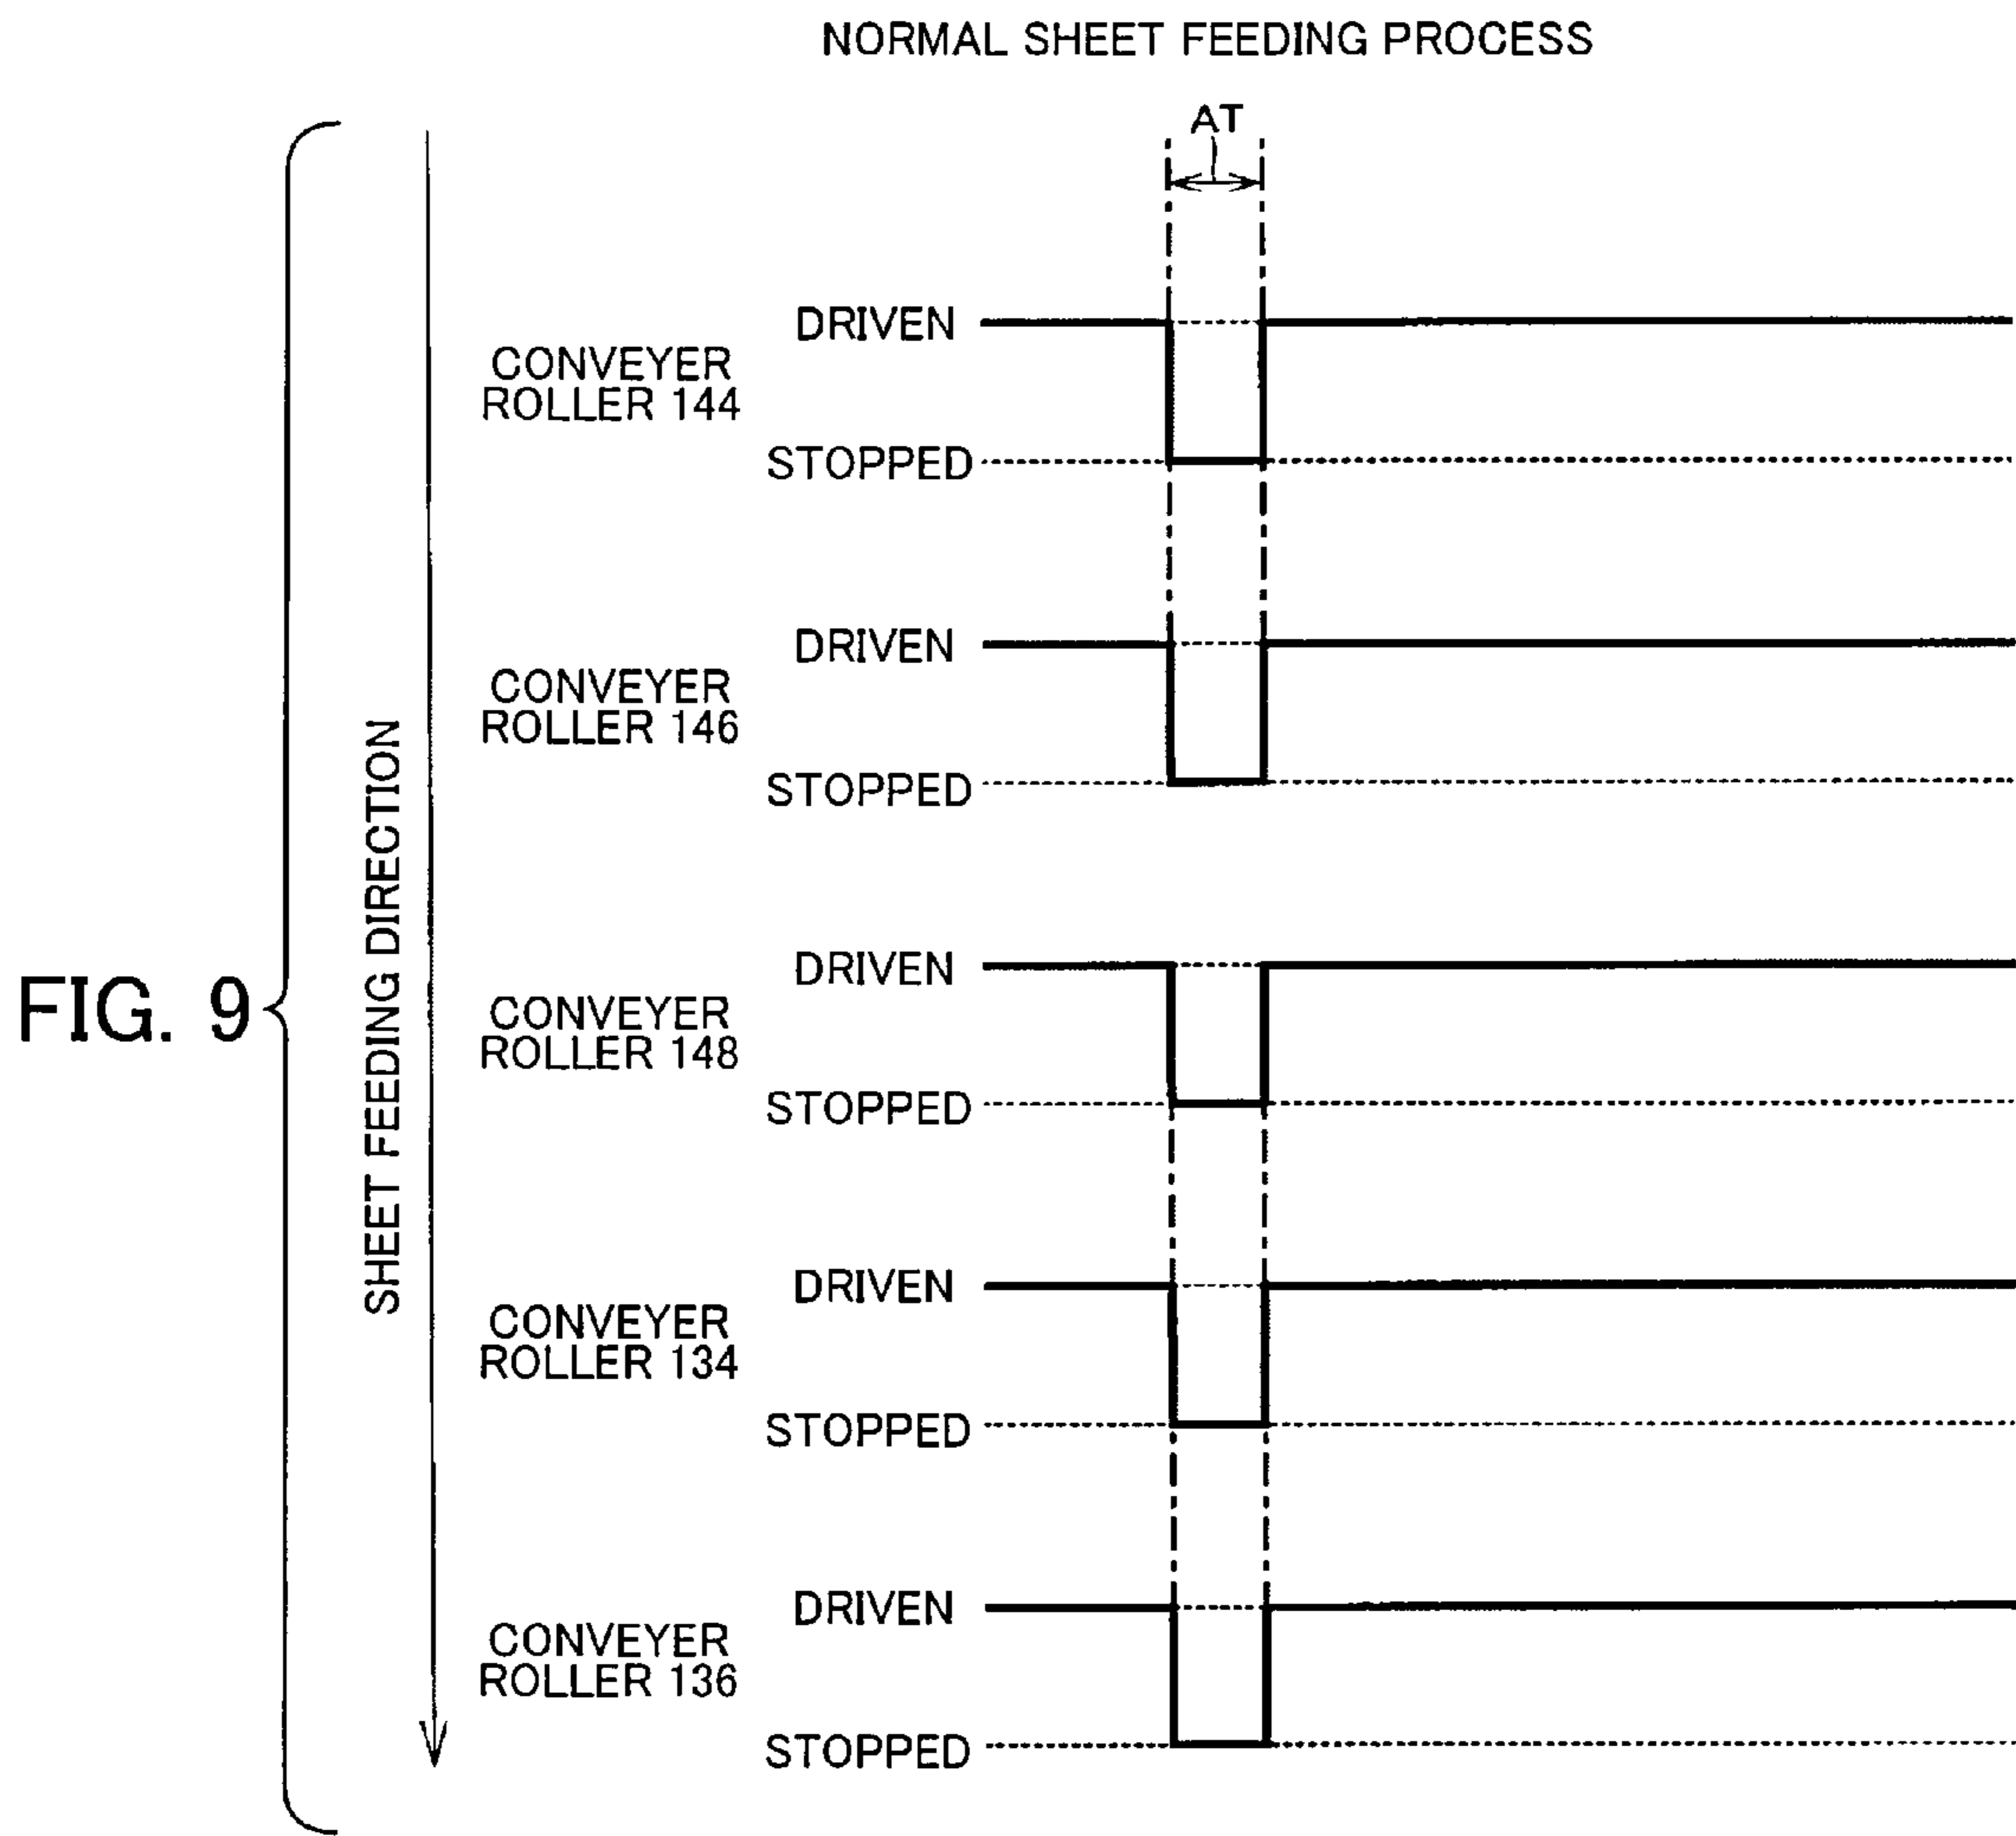 NORMAL SHEET FEEDING PROCESS
AT
FIG. 9
SHEET FEEDING DIRECTION
CONVEYER
ROLLER 144
DRIVEN
STOPPED
CONVEYER
ROLLER 146
DRIVEN
STOPPED
CONVEYER
ROLLER 148
DRIVEN
STOPPED
CONVEYER
ROLLER 134
DRIVEN
STOPPED
CONVEYER
ROLLER 136
DRIVEN
STOPPED